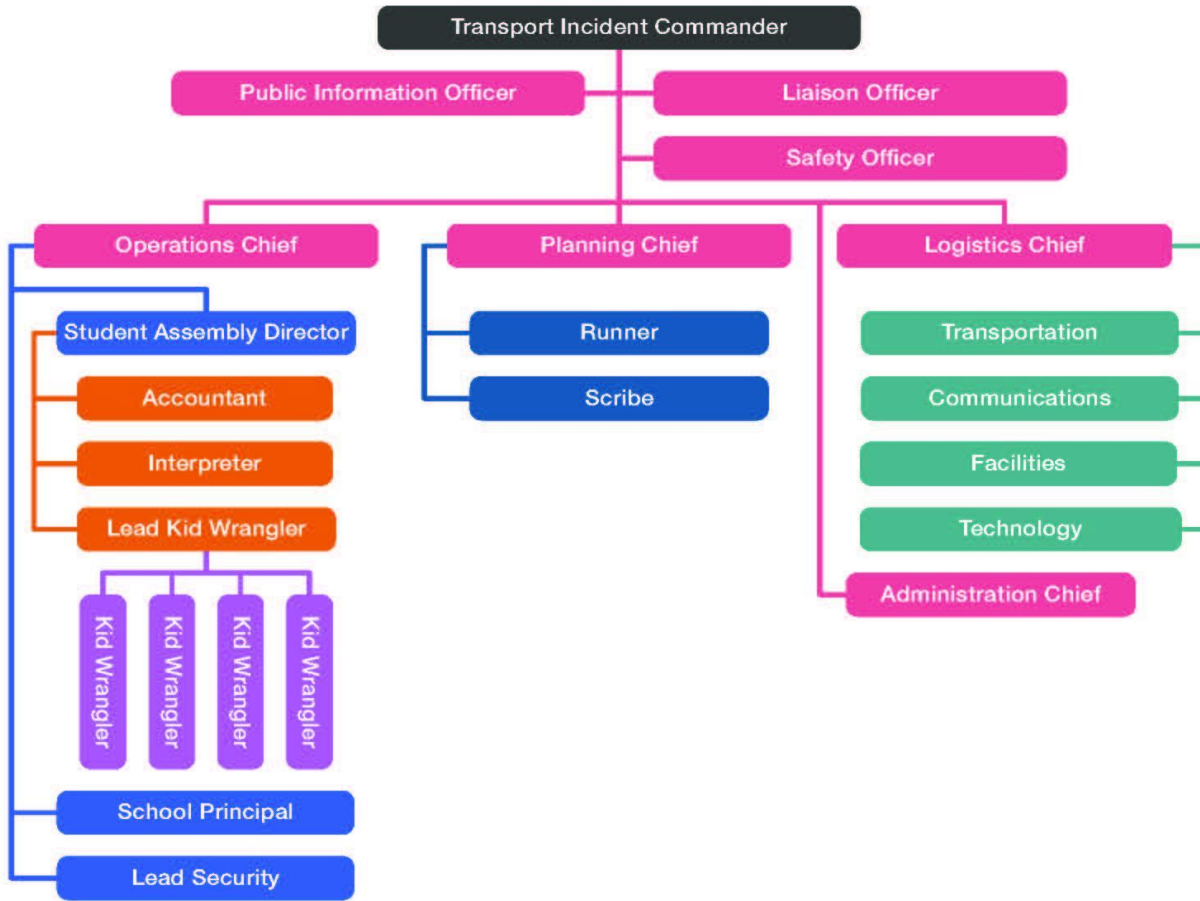 Transport Incident Commander
Public Information Officer
Liaison Officer
Safety Officer
Operations Chief
Planning Chief
Logistics Chief
Student Assembly Director
Runner
Transportation
Accountant
Scribe
Communications
Interpreter
Facilities
Lead Kid Wrangler
Technology
Administration Chief
Kid Wrangler
Kid Wrangler
Kid Wrangler
Kid Wrangler
School Principal
Lead Security